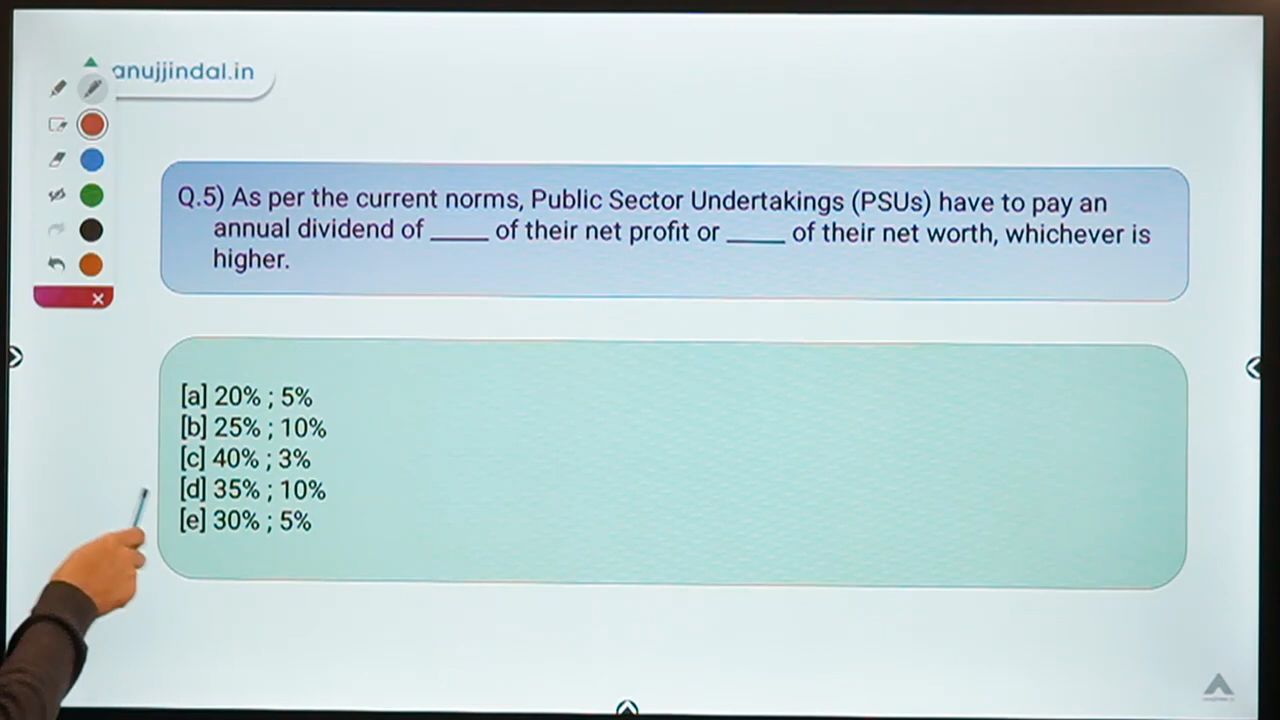 anujjindal.in
Q.5) As per the current norms, Public Sector Undertakings (PSUs) have to pay an
annual dividend of ____ of their net profit or ____ of their net worth, whichever is
higher.
[a] 20% ; 5%
[b] 25% ; 10%
[c] 40% ; 3%
[d] 35% ; 10%
[e] 30% ; 5%